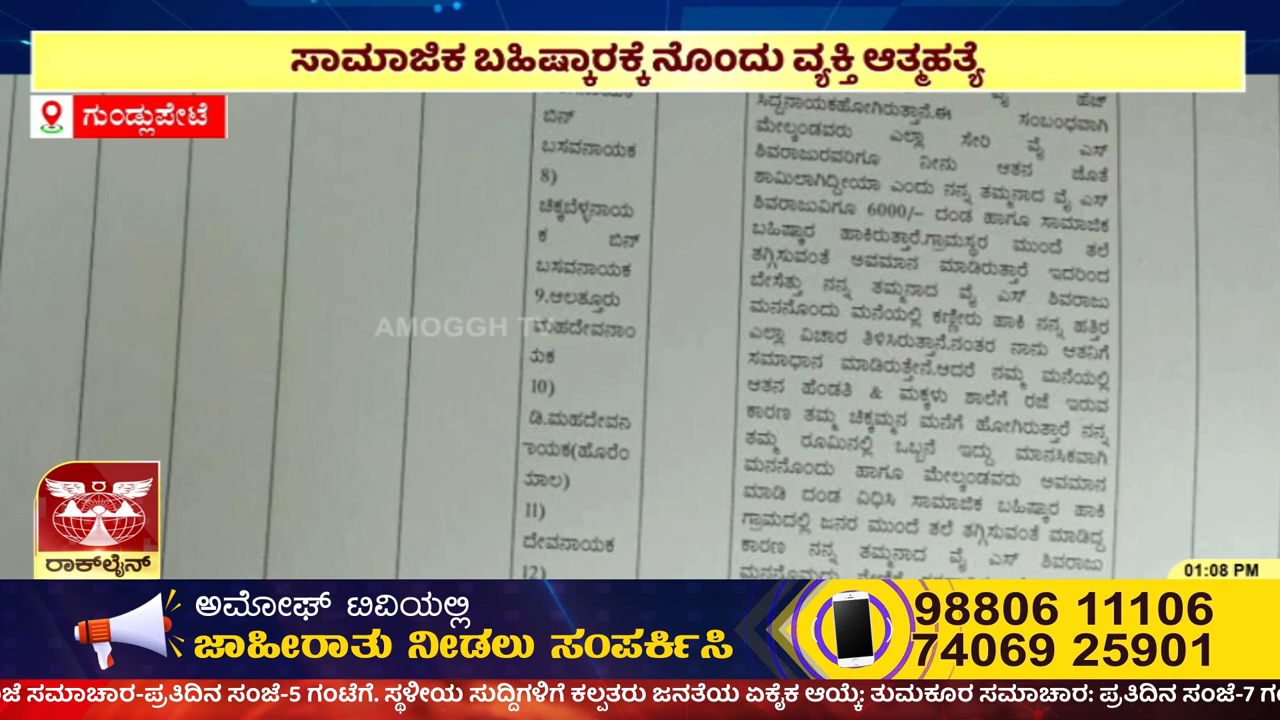 ಸಾಮಾಜಿಕ ಬಹಿಷ್ಕಾರಕ್ಕೆ ನೊಂದು ವ್ಯಕ್ತಿ ಆತ್ಮಹತ್ಯೆ
ಗುಂಡ್ಲುಪೇಟೆ
ಬಿನ್
ಬಸವನಾಯಕ
8)
ಚಿಕ್ಕಬೆಳ್ಳನಾಯ
ಕ ಬಿನ್
ಬಸವನಾಯಕ
9.ಆಲತ್ತೂರು
ಮಹದೇವನಾಂ
ಯಕ
10)
ಡಿ.ಮಹದೇವನ
ಾಯಕ(ಹೊರೆಂ
ಯಾಲ)
11)
ದೇವನಾಯಕ
12)
ವೈ ಹೆಚ್
ಸಿದ್ದನಾಯಕಹೋಗಿರುತ್ತಾನೆ.ಈ ಸಂಬಂಧವಾಗಿ
ಮೇಲ್ಕಂಡವರು ಎಲ್ಲಾ ಸೇರಿ ವೈ ಎಸ್
ಶಿವರಾಜುರವರಿಗೂ ನೀನು ಆತನ ಜೊತೆ
ಶಾಮಿಲಾಗಿದ್ದೀಯಾ ಎಂದು ನನ್ನ ತಮ್ಮನಾದ ವೈ ಎಸ್
ಶಿವರಾಜುವಿಗೂ 6000/– ದಂಡ ಹಾಗೂ ಸಾಮಾಜಿಕ
ಬಹಿಷ್ಕಾರ ಹಾಕಿರುತ್ತಾರೆ.ಗ್ರಾಮಸ್ಥರ ಮುಂದೆ ತಲೆ
ತಗ್ಗಿಸುವಂತೆ ಅವಮಾನ ಮಾಡಿರುತ್ತಾರೆ ಇದರಿಂದ
ಬೇಸೆತ್ತು ನನ್ನ ತಮ್ಮನಾದ ವೈ ಎಸ್ ಶಿವರಾಜು
ಮನನೊಂದು ಮನೆಯಲ್ಲಿ ಕಣ್ಣೀರು ಹಾಕಿ ನನ್ನ ಹತ್ತಿರ
ಎಲ್ಲಾ ವಿಚಾರ ತಿಳಿಸಿರುತ್ತಾನೆ.ನಂತರ ನಾನು ಆತನಿಗೆ
ಸಮಾಧಾನ ಮಾಡಿರುತ್ತೇನೆ.ಆದರೆ ನಮ್ಮ ಮನೆಯಲ್ಲಿ
ಆತನ ಹೆಂಡತಿ & ಮಕ್ಕಳು ಶಾಲೆಗೆ ರಜೆ ಇರುವ
ಕಾರಣ ತಮ್ಮ ಚಿಕ್ಕಮ್ಮನ ಮನೆಗೆ ಹೋಗಿರುತ್ತಾರೆ ನನ್ನ
ತಮ್ಮ ರೂಮಿನಲ್ಲಿ ಒಬ್ಬನೆ ಇದ್ದು ಮಾನಸಿಕವಾಗಿ
ಮನನೊಂದು ಹಾಗೂ ಮೇಲ್ಕಂಡವರು ಅವಮಾನ
ಮಾಡಿ ದಂಡ ವಿಧಿಸಿ ಸಾಮಾಜಿಕ ಬಹಿಷ್ಕಾರ ಹಾಕಿ
ಗ್ರಾಮದಲ್ಲಿ ಜನರ ಮುಂದೆ ತಲೆ ತಗ್ಗಿಸುವಂತೆ ಮಾಡಿದ್ದ
ಕಾರಣ ನನ್ನ ತಮ್ಮನಾದ ವೈ ಎಸ್ ಶಿವರಾಜು
AMOGGH TV
ರಾಕ್‌ಲೈನ್
01:08 PM
ಅಮೋಘ್ ಟಿವಿಯಲ್ಲಿ
ಜಾಹೀರಾತು ನೀಡಲು ಸಂಪರ್ಕಿಸಿ
98806 11106
74069 25901
ಜೆ ಸಮಾಚಾರ-ಪ್ರತಿದಿನ ಸಂಜೆ-5 ಗಂಟೆಗೆ. ಸ್ಥಳೀಯ ಸುದ್ದಿಗಳಿಗೆ ಕಲ್ಪತರು ಜನತೆಯ ಏಕೈಕ ಆಯ್ಕೆ: ತುಮಕೂರ ಸಮಾಚಾರ: ಪ್ರತಿದಿನ ಸಂಜೆ-7 ಗಂ